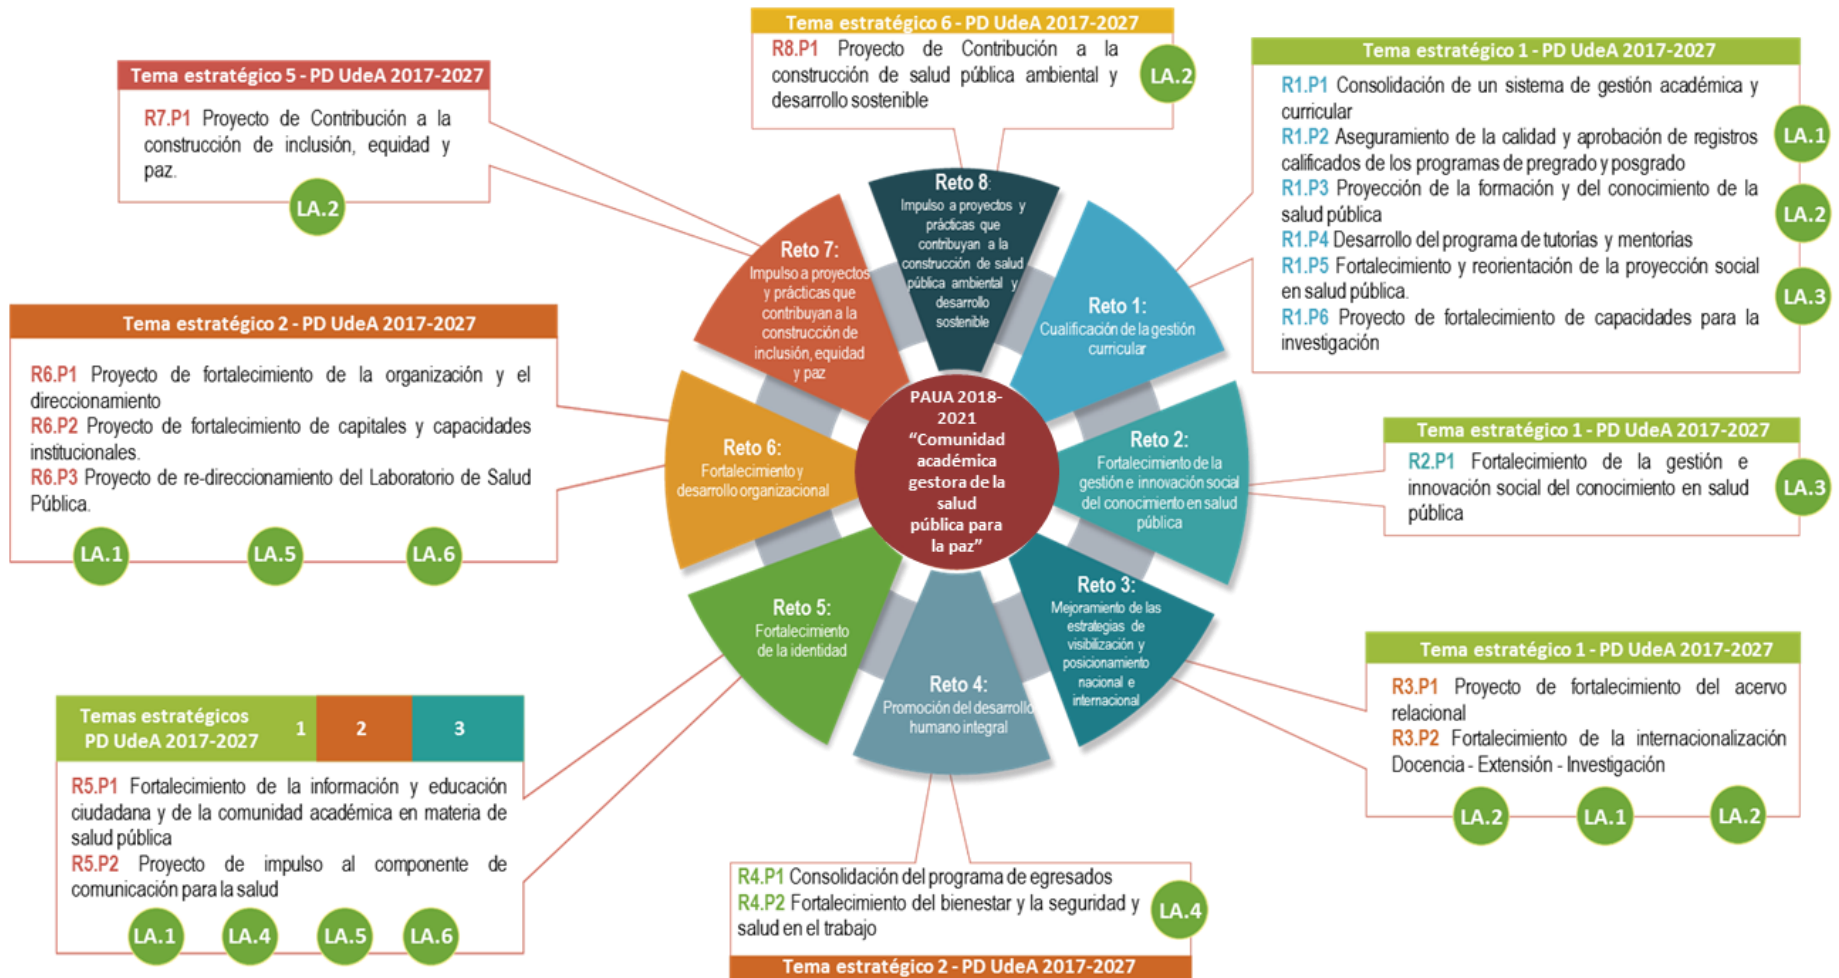 Tema estratégico 6 - PD UdeA 2017-2027
R8.P1 Proyecto de Contribución a la
construcción de salud pública ambiental y
desarrollo sostenible
LA.2
Tema estratégico 1 - PD UdeA 2017-2027
R1.P1 Consolidación de un sistema de gestión académica y
curricular
R1.P2 Aseguramiento de la calidad y aprobación de registros
calificados de los programas de pregrado y posgrado
R1.P3 Proyección de la formación y del conocimiento de la
salud pública
R1.P4 Desarrollo del programa de tutorías y mentorías
R1.P5 Fortalecimiento y reorientación de la proyección social
en salud pública.
R1.P6 Proyecto de fortalecimiento de capacidades para la
investigación
LA.1
LA.2
LA.3
Tema estratégico 5 - PD UdeA 2017-2027
R7.P1 Proyecto de Contribución a la
construcción de inclusión, equidad y
paz.
LA.2
Reto 8:
Impulso a proyectos y
prácticas que
contribuyan a la
construcción de salud
pública ambiental y
desarrollo
sostenible
Reto 7:
Impulso a proyectos
y prácticas que
contribuyan a la
construcción de
inclusión, equidad
y paz
Reto 1:
Cualificación de la gestión
curricular
Tema estratégico 2 - PD UdeA 2017-2027
R6.P1 Proyecto de fortalecimiento de la organización y el
direccionamiento
R6.P2 Proyecto de fortalecimiento de capitales y capacidades
institucionales.
R6.P3 Proyecto de re-direccionamiento del Laboratorio de Salud
Pública.
LA.1
LA.5
LA.6
Reto 6:
Fortalecimiento y
desarrollo organizacional
PAUA 2018-
2021
“Comunidad
académica
gestora de la
salud
pública para
la paz”
Reto 2:
Fortalecimiento de la
gestión e innovación social
del conocimiento en salud
pública
Tema estratégico 1 - PD UdeA 2017-2027
R2.P1 Fortalecimiento de la gestión e
innovación social del conocimiento en salud
pública
LA.3
Reto 5:
Fortalecimiento
de la identidad
Reto 4:
Promoción del desarrollo
humano integral
Reto 3:
Mejoramiento de las
estrategias de
visibilización y
posicionamiento
nacional e
internacional
Tema estratégico 1 - PD UdeA 2017-2027
R3.P1 Proyecto de fortalecimiento del acervo
relacional
R3.P2 Fortalecimiento de la internacionalización
Docencia - Extensión - Investigación
LA.2
LA.1
LA.2
Temas estratégicos
PD UdeA 2017-2027
1
2
3
R5.P1 Fortalecimiento de la información y educación
ciudadana y de la comunidad académica en materia de
salud pública
R5.P2 Proyecto de impulso al componente de
comunicación para la salud
LA.1
LA.4
LA.5
LA.6
R4.P1 Consolidación del programa de egresados
R4.P2 Fortalecimiento del bienestar y la seguridad y
salud en el trabajo
LA.4
Tema estratégico 2 - PD UdeA 2017-2027